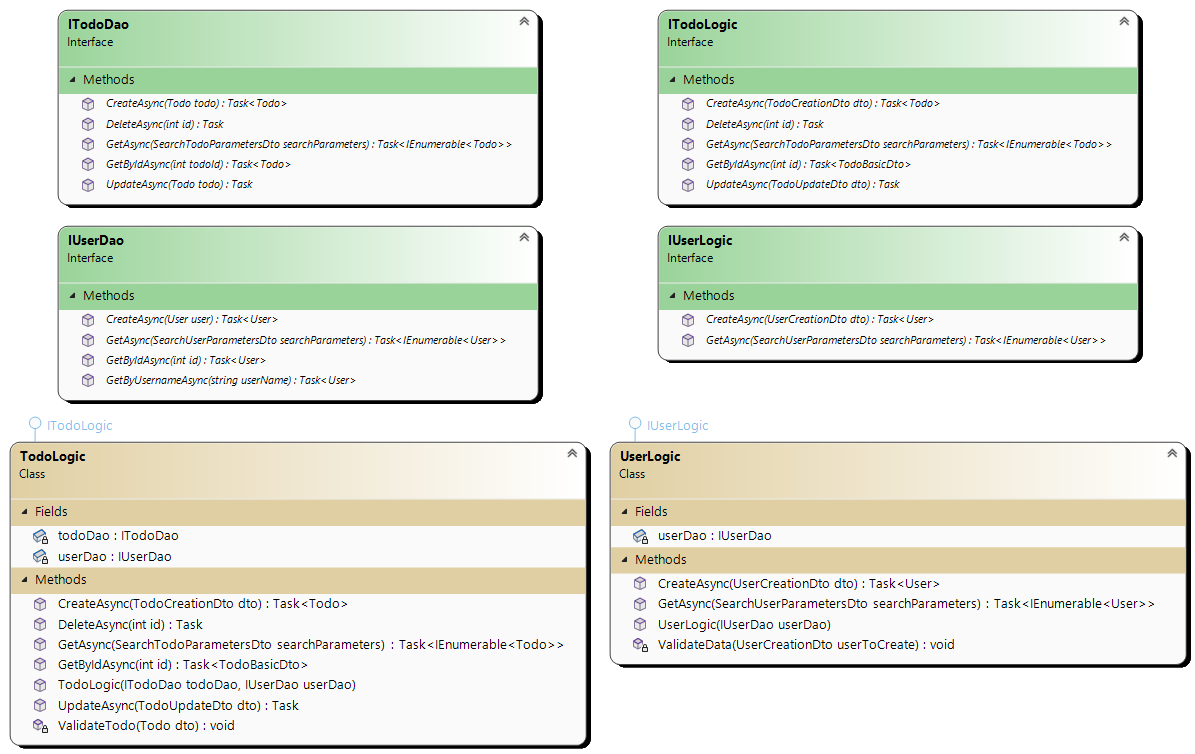 ITodoDao
Interface
Methods
CreateAsync(Todo todo) : Task<Todo>
DeleteAsync(int id) : Task
GetAsync(SearchTodoParametersDto searchParameters) : Task<IEnumerable<Todo>>
GetByIdAsync(int todoId) : Task<Todo>
UpdateAsync(Todo todo) : Task
ITodoLogic
Interface
Methods
CreateAsync(TodoCreationDto dto) : Task<Todo>
DeleteAsync(int id) : Task
GetAsync(SearchTodoParametersDto searchParameters) : Task<IEnumerable<Todo>>
GetByIdAsync(int id) : Task<TodoBasicDto>
UpdateAsync(TodoUpdateDto dto) : Task
IUserDao
Interface
Methods
CreateAsync(User user) : Task<User>
GetAsync(SearchUserParametersDto searchParameters) : Task<IEnumerable<User>>
GetByIdAsync(int id) : Task<User>
GetByUsernameAsync(string userName) : Task<User>
IUserLogic
Interface
Methods
CreateAsync(UserCreationDto dto) : Task<User>
GetAsync(SearchUserParametersDto searchParameters) : Task<IEnumerable<User>>
ITodoLogic
TodoLogic
Class
Fields
todoDao : ITodoDao
userDao : IUserDao
Methods
CreateAsync(TodoCreationDto dto) : Task<Todo>
DeleteAsync(int id) : Task
GetAsync(SearchTodoParametersDto searchParameters) : Task<IEnumerable<Todo>>
GetByIdAsync(int id) : Task<TodoBasicDto>
TodoLogic(ITodoDao todoDao, IUserDao userDao)
UpdateAsync(TodoUpdateDto dto) : Task
ValidateTodo(Todo dto) : void
IUserLogic
UserLogic
Class
Fields
userDao : IUserDao
Methods
CreateAsync(UserCreationDto dto) : Task<User>
GetAsync(SearchUserParametersDto searchParameters) : Task<IEnumerable<User>>
UserLogic(IUserDao userDao)
ValidateData(UserCreationDto userToCreate) : void